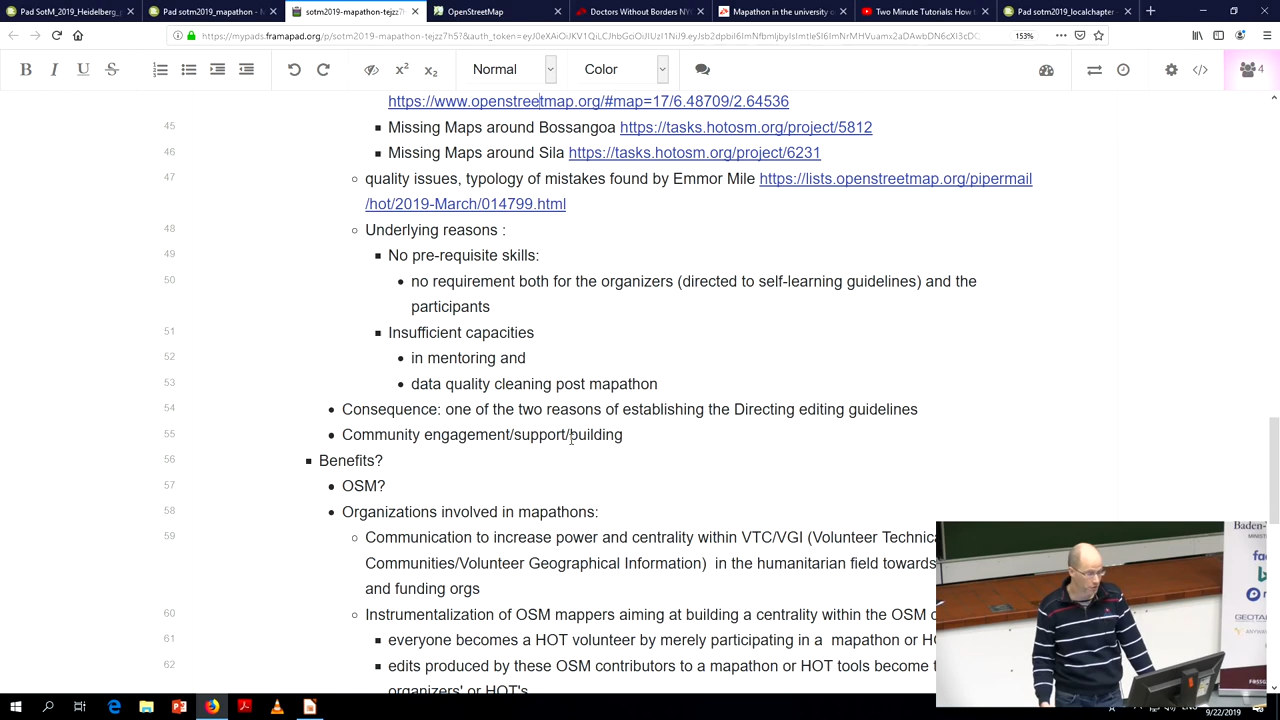 Pad SotM_2019_Heidelberg_p
Pad sotm2019_mapathon - M
sotm2019-mapathon-tejzz7h
OpenStreetMap
Doctors Without Borders NYC
Mapathon in the university o
Two Minute Tutorials: How t
Pad sotm2019_localchapter
https://mypads.framapad.org/p/sotm2019-mapathon-tejzz7h5?&auth_token=
153%
B I U S
Normal
Color
4
https://www.openstreetmap.org/#map=17/6.48709/2.64536
45 Missing Maps around Bossangoa https://tasks.hotosm.org/project/5812
46 Missing Maps around Sila https://tasks.hotosm.org/project/6231
47 quality issues, typology of mistakes found by Emmor Mile https://lists.openstreetmap.org/pipermail
/hot/2019-March/014799.html
48 Underlying reasons :
49 No pre-requisite skills:
50 no requirement both for the organizers (directed to self-learning guidelines) and the
participants
51 Insufficient capacities
52 in mentoring and
53 data quality cleaning post mapathon
54 Consequence: one of the two reasons of establishing the Directing editing guidelines
55 Community engagement/support/building
56 Benefits?
57 OSM?
58 Organizations involved in mapathons:
59 Communication to increase power and centrality within VTC/VGI (Volunteer Technica
Communities/Volunteer Geographical Information)  in the humanitarian field towards
and funding orgs
60 Instrumentalization of OSM mappers aiming at building a centrality within the OSM
61 everyone becomes a HOT volunteer by merely participating in a  mapathon or HO
62 edits produced by these OSM contributors to a mapathon or HOT tools become t
organizers' or HOT's
Baden-
GEOTA
9/22/2019